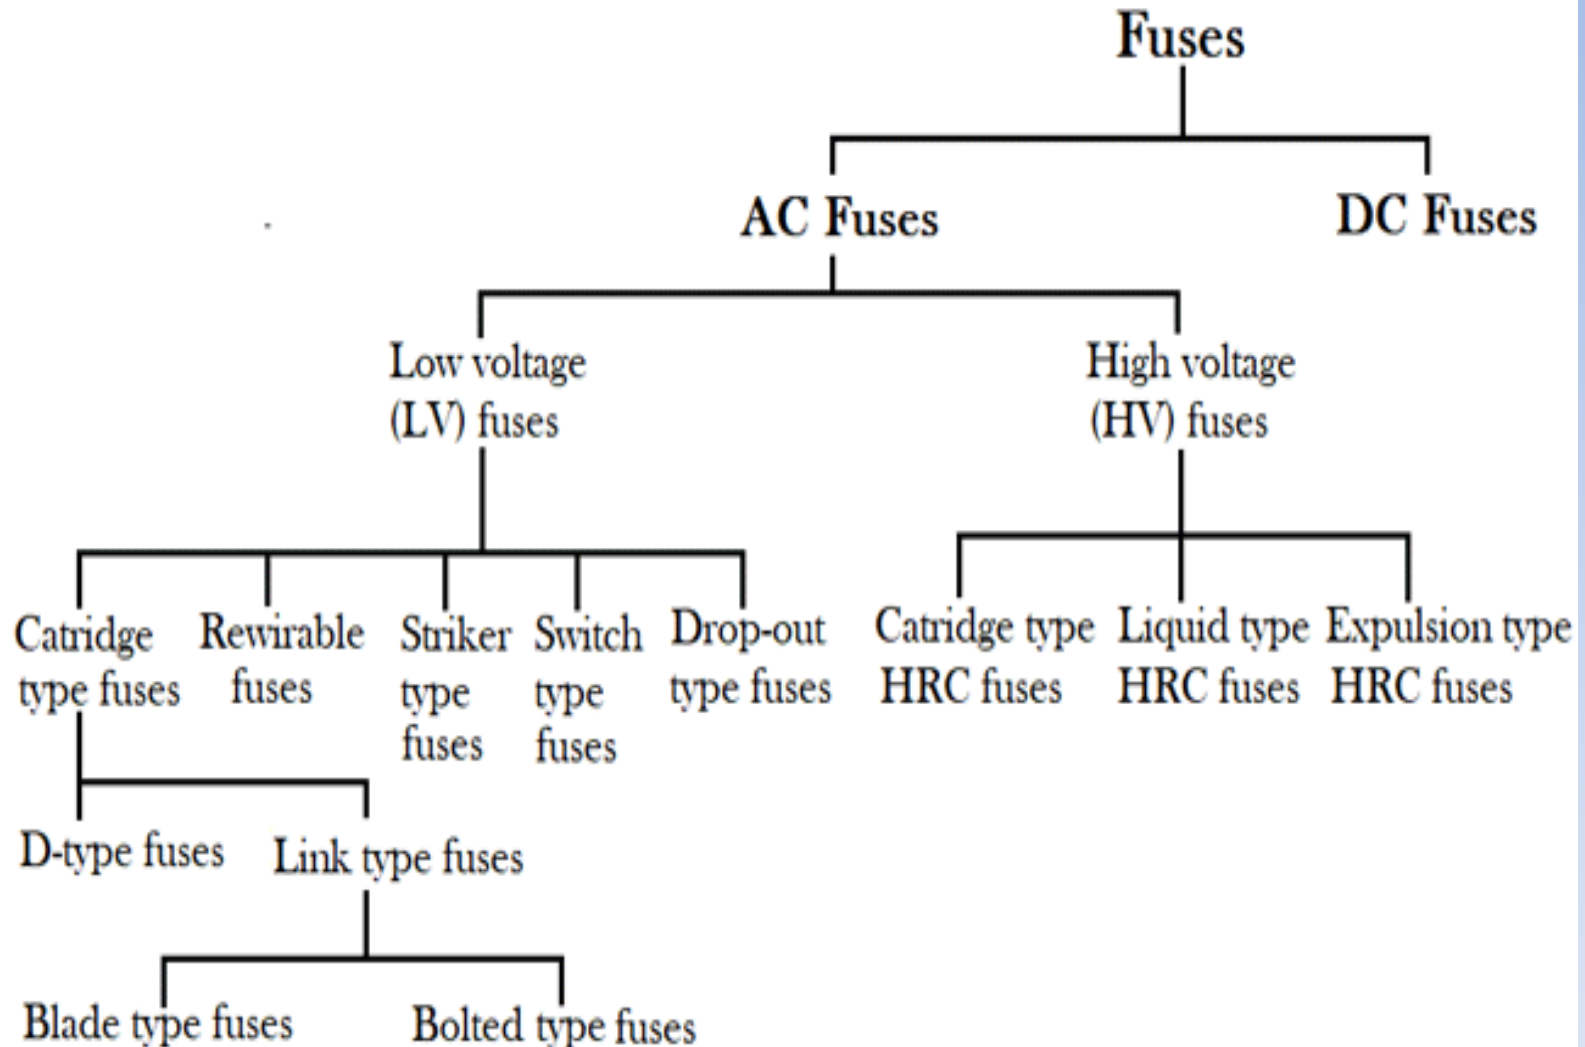 Fuses
AC Fuses
DC Fuses
Low voltage
(LV) fuses
High voltage
(HV) fuses
Catridge
type fuses
Rewirable
fuses
Striker
type
fuses
Switch
type
fuses
Drop-out
type fuses
Catridge type
HRC fuses
Liquid type
HRC fuses
Expulsion type
HRC fuses
D-type fuses
Link type fuses
Blade type fuses
Bolted type fuses